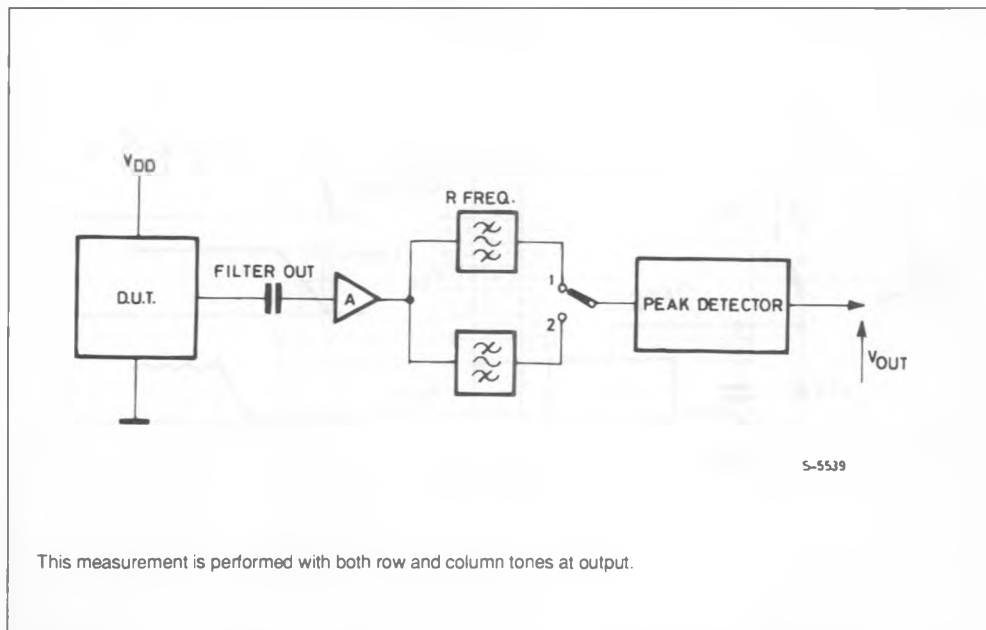 VDD
R FREQ.
FILTER OUT
D.U.T.
A
1
2
PEAK DETECTOR
VOUT
S-5539
This measurement is performed with both row and column tones at output.